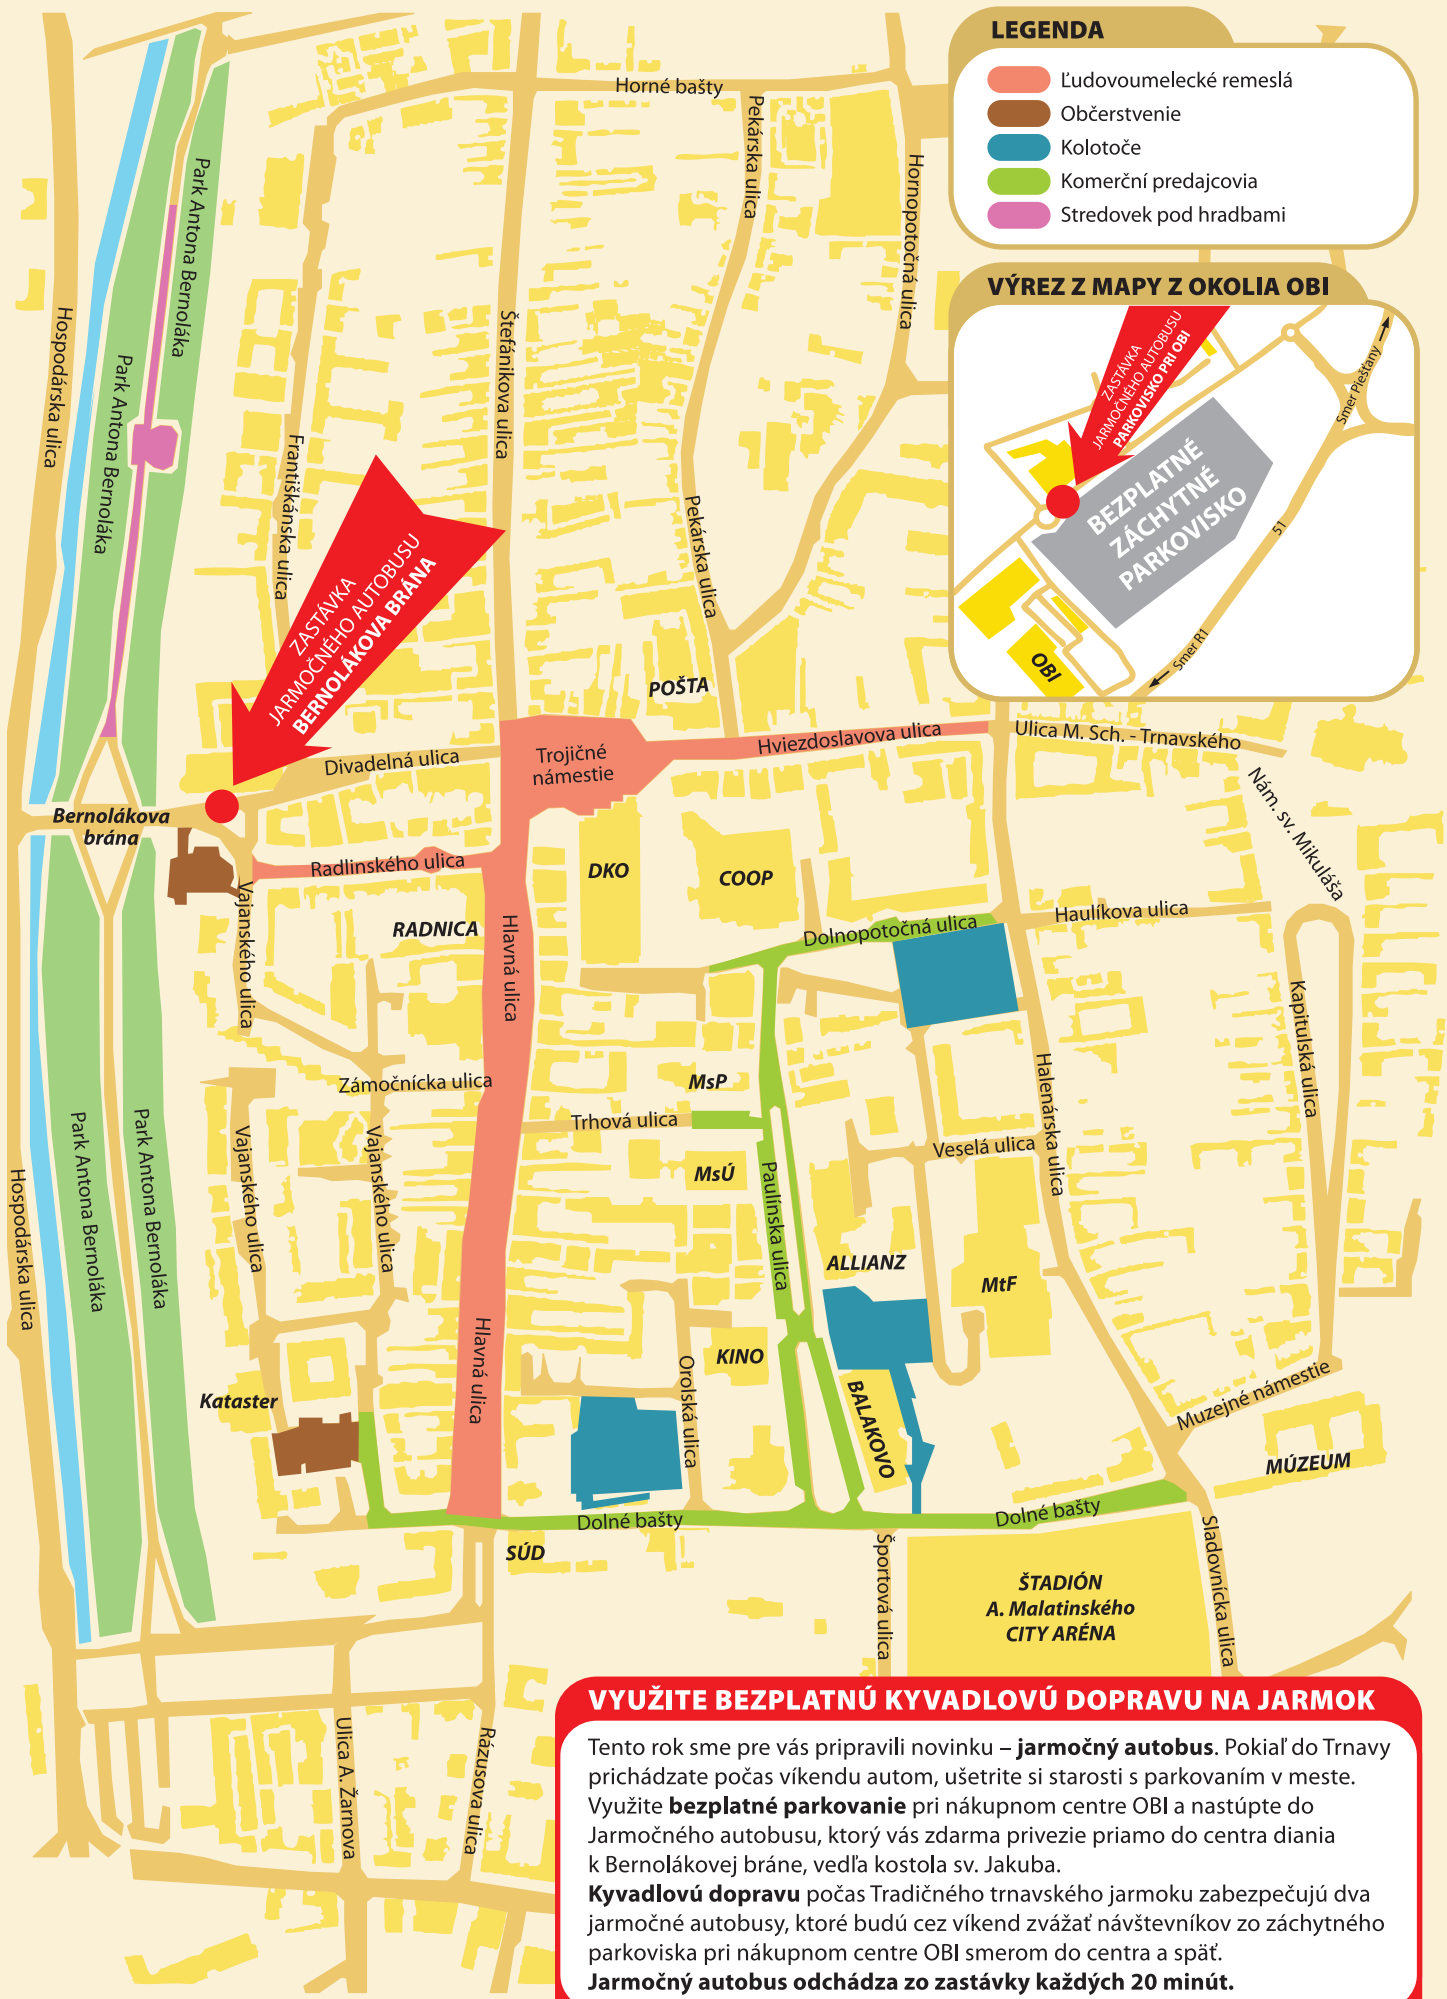 LEGENDA
Ľudovoumelecké remeslá
Občerstvenie
Kolotoče
Komerční predajcovia
Stredovek pod hradbami
VÝREZ Z MAPY Z OKOLIA OBI
ZASTÁVKA
JARMOČNÉHO AUTOBUSU
PARKOVISKO PRI OBI
Smer Piešťany
BEZPLATNÉ
ZÁCHYTNÉ
PARKOVISKO
51
Smer R1
OBI
Horné bašty
Pekárska ulica
Hornopotočná ulica
Park Antona Bernoláka
Hospodárska ulica
Park Antona Bernoláka
Štefánikova ulica
Františkánska ulica
Pekárska ulica
ZASTÁVKA
JARMOČNÉHO AUTOBUSU
BERNOLÁKOVA BRÁNA
POŠTA
Hviezdoslavova ulica
Ulica M. Sch. - Trnavského
Trojičné
námestie
Divadelná ulica
Nám. sv. Mikuláša
Bernolákova
brána
Radlinského ulica
DKO
COOP
Vajanského ulica
RADNICA
Hlavná ulica
Dolnopotočná ulica
Haulíkova ulica
Kapitulská ulica
Zámočnícka ulica
MsP
Halenárska ulica
Trhová ulica
Veselá ulica
MsÚ
Paulínska ulica
Park Antona Bernoláka
Park Antona Bernoláka
Vajanského ulica
Vajanského ulica
Hospodárska ulica
ALLIANZ
MtF
Hlavná ulica
KINO
Orolská ulica
BALAKOVO
Kataster
Muzejné námestie
MÚZEUM
Dolné bašty
Dolné bašty
SÚD
Športová ulica
Sladovnícka ulica
ŠTADIÓN
A. Malatinského
CITY ARÉNA
Ulica A. Žarnova
Rázusova ulica
VYUŽITE BEZPLATNÚ KYVADLOVÚ DOPRAVU NA JARMOK
Tento rok sme pre vás pripravili novinku – jarmočný autobus. Pokiaľ do Trnavy
prichádzate počas víkendu autom, ušetrite si starosti s parkovaním v meste.
Využite bezplatné parkovanie pri nákupnom centre OBI a nastúpte do
Jarmočného autobusu, ktorý vás zdarma privezie priamo do centra diania
k Bernolákovej bráne, vedľa kostola sv. Jakuba.
Kyvadlovú dopravu počas Tradičného trnavského jarmoku zabezpečujú dva
jarmočné autobusy, ktoré budú cez víkend zvážať návštevníkov zo záchytného
parkoviska pri nákupnom centre OBI smerom do centra a späť.
Jarmočný autobus odchádza zo zastávky každých 20 minút.